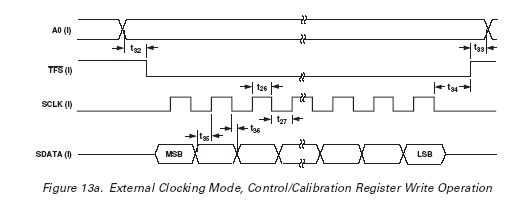 A0 (I)
t32
t33
TFS (I)
t26
t34
SCLK (I)
t27
t35
t36
SDATA (I)
MSB
LSB
Figure 13a. External Clocking Mode, Control/Calibration Register Write Operation